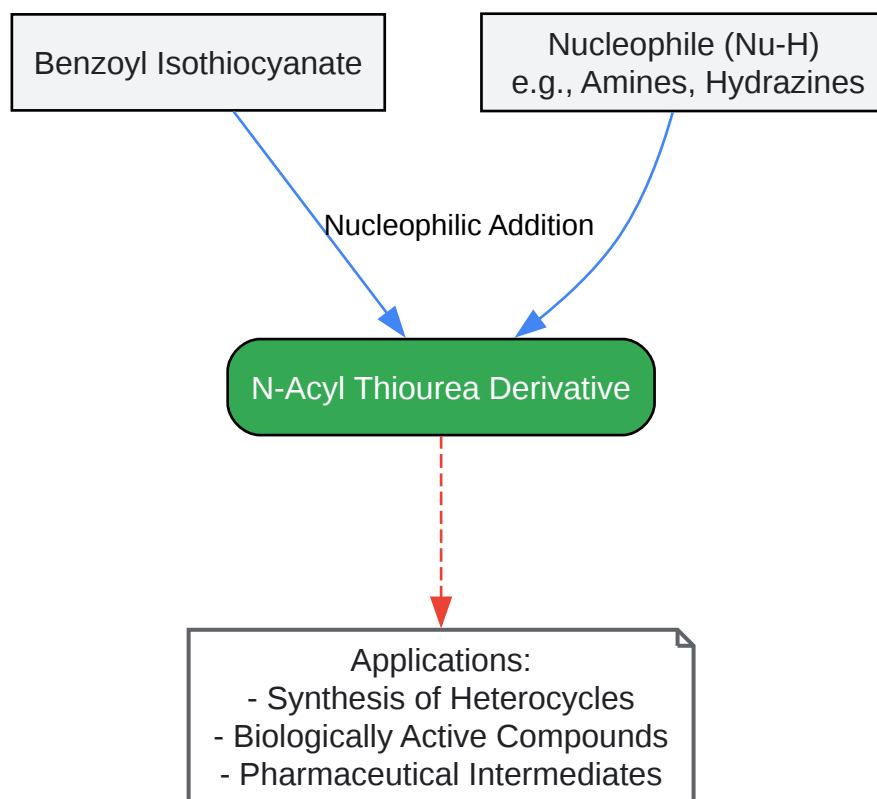 Benzoyl Isothiocyanate
Nucleophile (Nu-H)
e.g., Amines, Hydrazines
Nucleophilic Addition
N-Acyl Thiourea Derivative
Applications:
- Synthesis of Heterocycles
- Biologically Active Compounds
- Pharmaceutical Intermediates